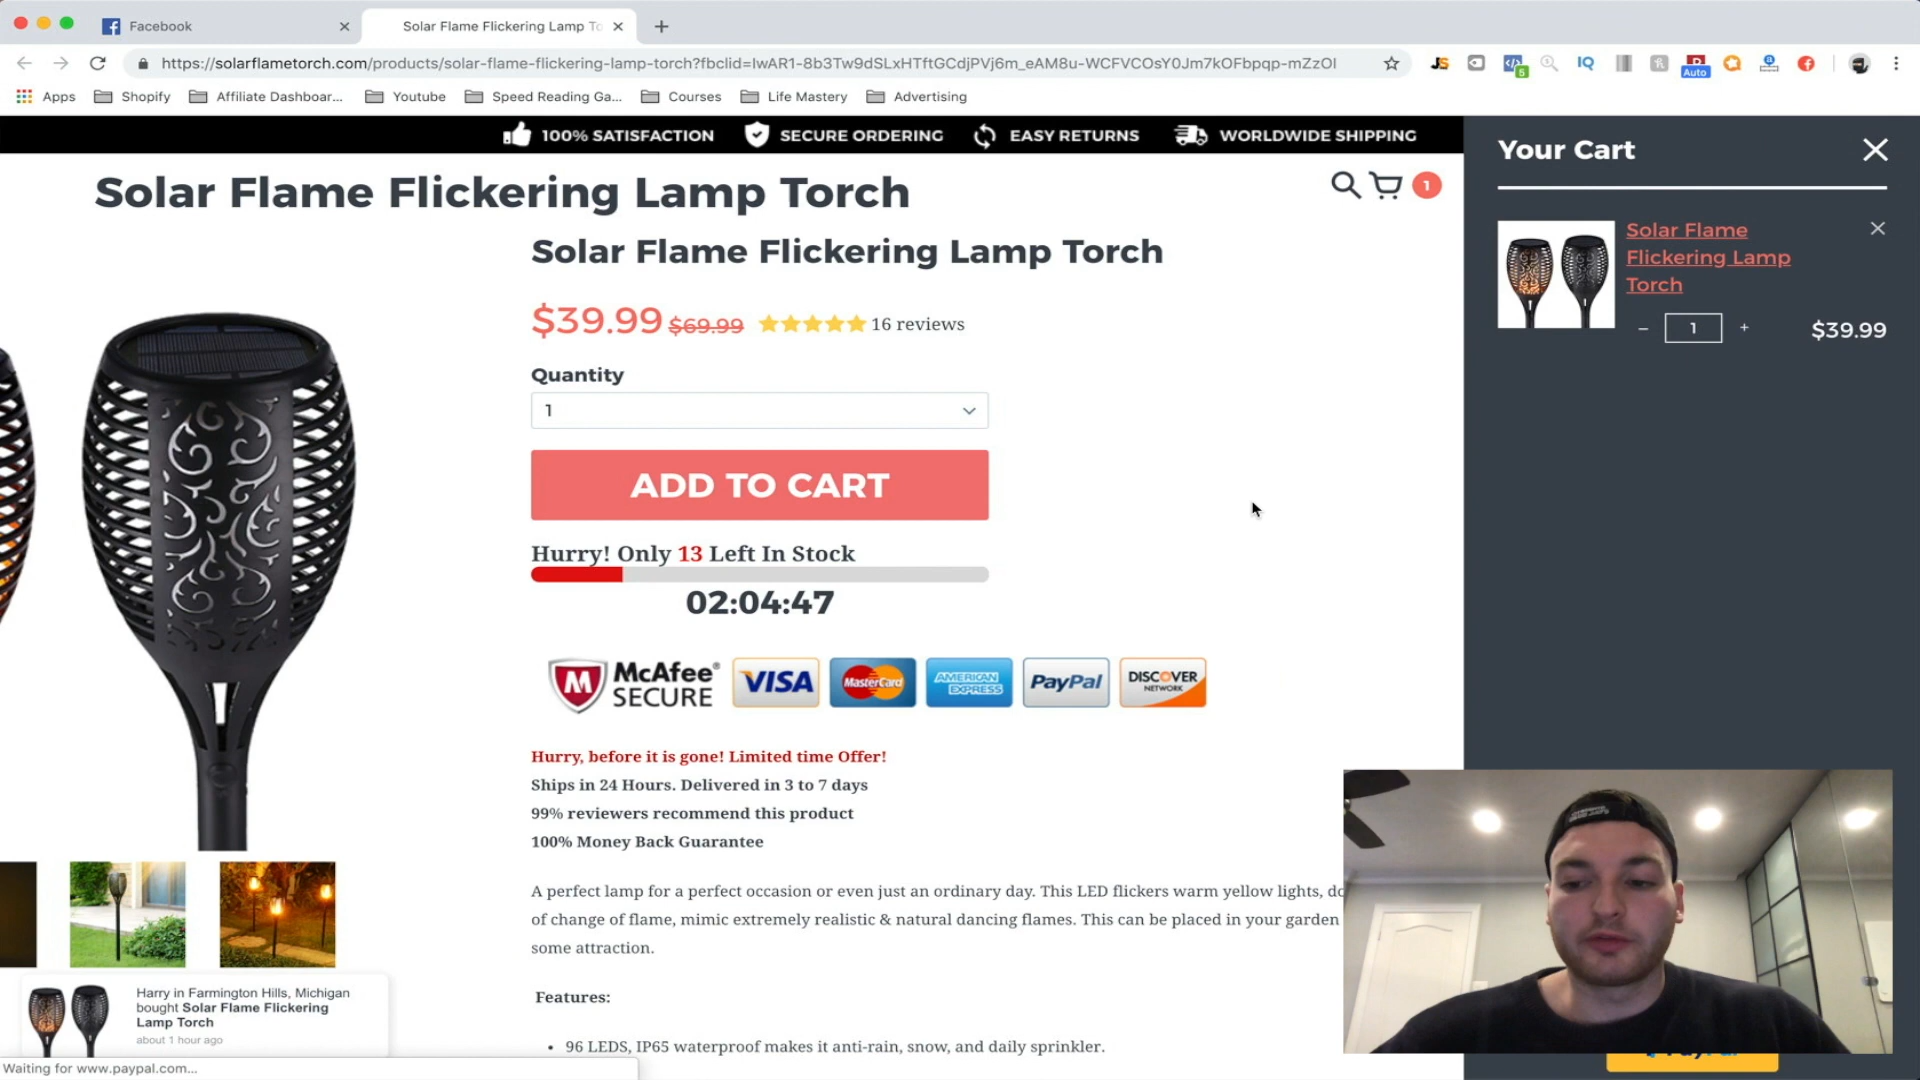 Facebook
Solar Flame Flickering Lamp To
https://solarflametorch.com/products/solar-flame-flickering-lamp-torch?fbclid=IwAR1-8b3Tw9dSLxHTftGCdjPVj6m_eAM8u-WCFVCOsY0Jm7kOFbpqp-mZzOI
JS
5
IQ
Auto
Apps
Shopify
Affiliate Dashboar...
Youtube
Speed Reading Ga...
Courses
Life Mastery
Advertising
100% SATISFACTION
SECURE ORDERING
EASY RETURNS
WORLDWIDE SHIPPING
Solar Flame Flickering Lamp Torch
1
Solar Flame Flickering Lamp Torch
$39.99 $69.99 16 reviews
Quantity
1
ADD TO CART
Hurry! Only 13 Left In Stock
02:04:47
McAfee®
SECURE
VISA
MasterCard
AMERICAN
EXPRESS
PayPal
DISCOVER
NETWORK
Hurry, before it is gone! Limited time Offer!
Ships in 24 Hours. Delivered in 3 to 7 days
99% reviewers recommend this product
100% Money Back Guarantee
A perfect lamp for a perfect occasion or even just an ordinary day. This LED flickers warm yellow lights, do
of change of flame, mimic extremely realistic & natural dancing flames. This can be placed in your garden
some attraction.
Features:
• 96 LEDS, IP65 waterproof makes it anti-rain, snow, and daily sprinkler.
Harry in Farmington Hills, Michigan
bought Solar Flame Flickering
Lamp Torch
about 1 hour ago
Waiting for www.paypal.com...
Your Cart
Solar Flame
Flickering Lamp
Torch
− 1 +
$39.99